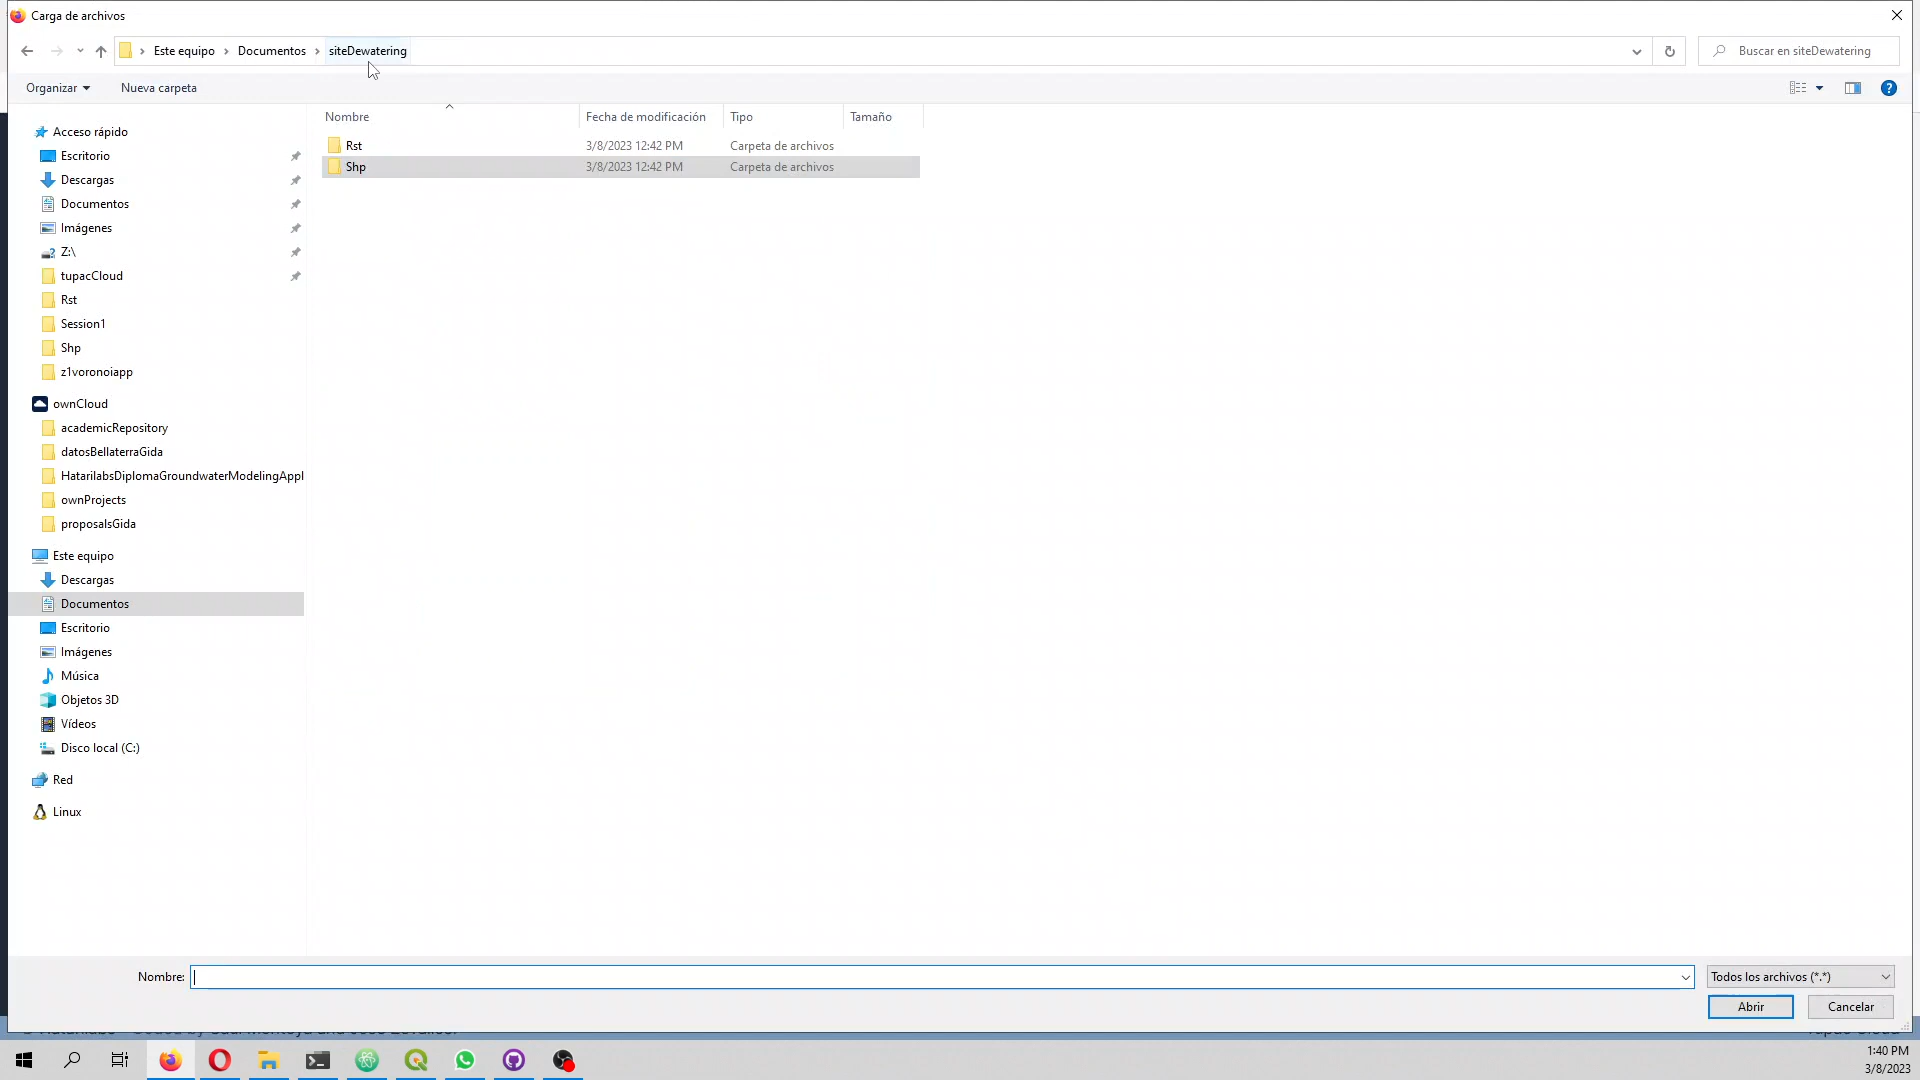 Carga de archivos
Este equipo
Documentos
siteDewatering
Buscar en siteDewatering
Organizar
Nueva carpeta
Nombre
Fecha de modificación
Tipo
Tamaño
Rst
3/8/2023 12:42 PM
Carpeta de archivos
Shp
3/8/2023 12:42 PM
Carpeta de archivos
Acceso rápido
Escritorio
Descargas
Documentos
Imágenes
Z:\
tupacCloud
Rst
Session1
Shp
z1voronoiapp
ownCloud
academicRepository
datosBellaterraGida
HatarilabsDiplomaGroundwaterModelingAppl
ownProjects
proposalsGida
Este equipo
Descargas
Documentos
Escritorio
Imágenes
Música
Objetos 3D
Vídeos
Disco local (C:)
Red
Linux
Nombre:
Todos los archivos (*.*)
Abrir
Cancelar
1:40 PM
3/8/2023